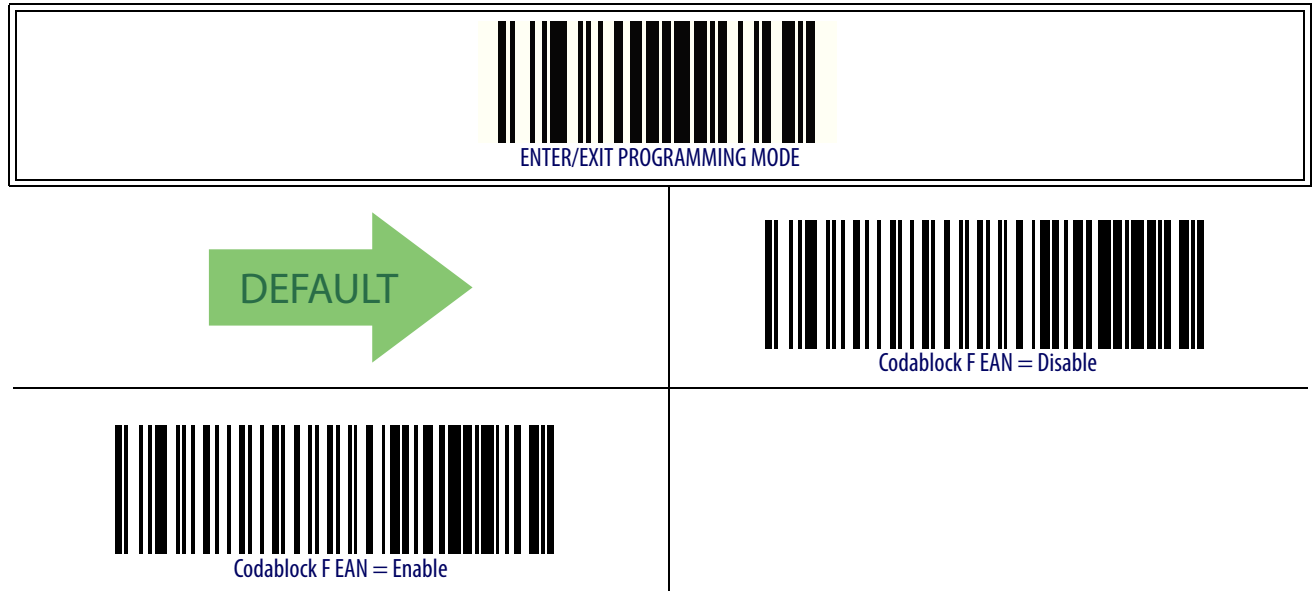 ENTER/EXIT PROGRAMMING MODE
DEFAULT
Codablock F EAN = Disable
Codablock F EAN = Enable